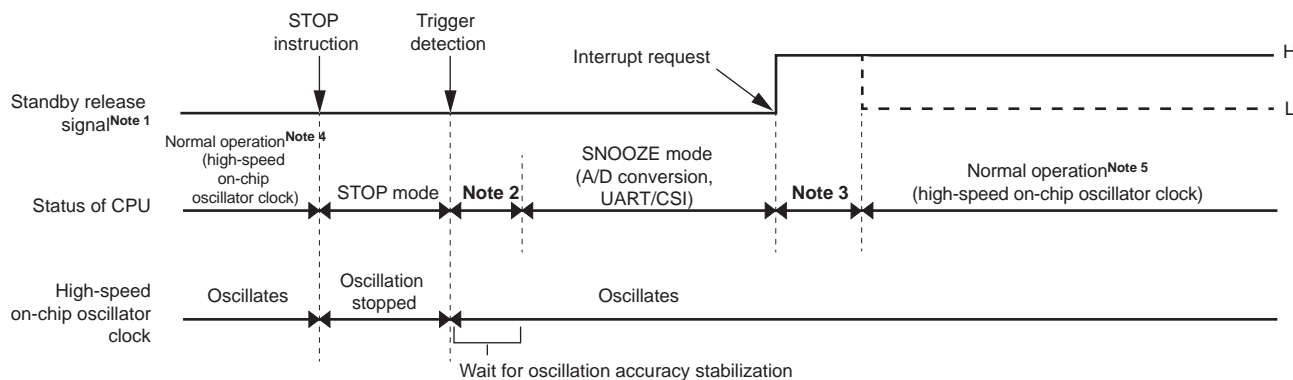 STOP
instruction
Trigger
detection
Interrupt request
H
L
Standby release
signalNote 1
Normal operationNote 4
(high-speed
on-chip
oscillator clock)
STOP mode
Note 2
SNOOZE mode
(A/D conversion,
UART/CSI)
Note 3
Normal operationNote 5
(high-speed on-chip oscillator clock)
Status of CPU
High-speed
on-chip oscillator
clock
Oscillates
Oscillation
stopped
Oscillates
Wait for oscillation accuracy stabilization